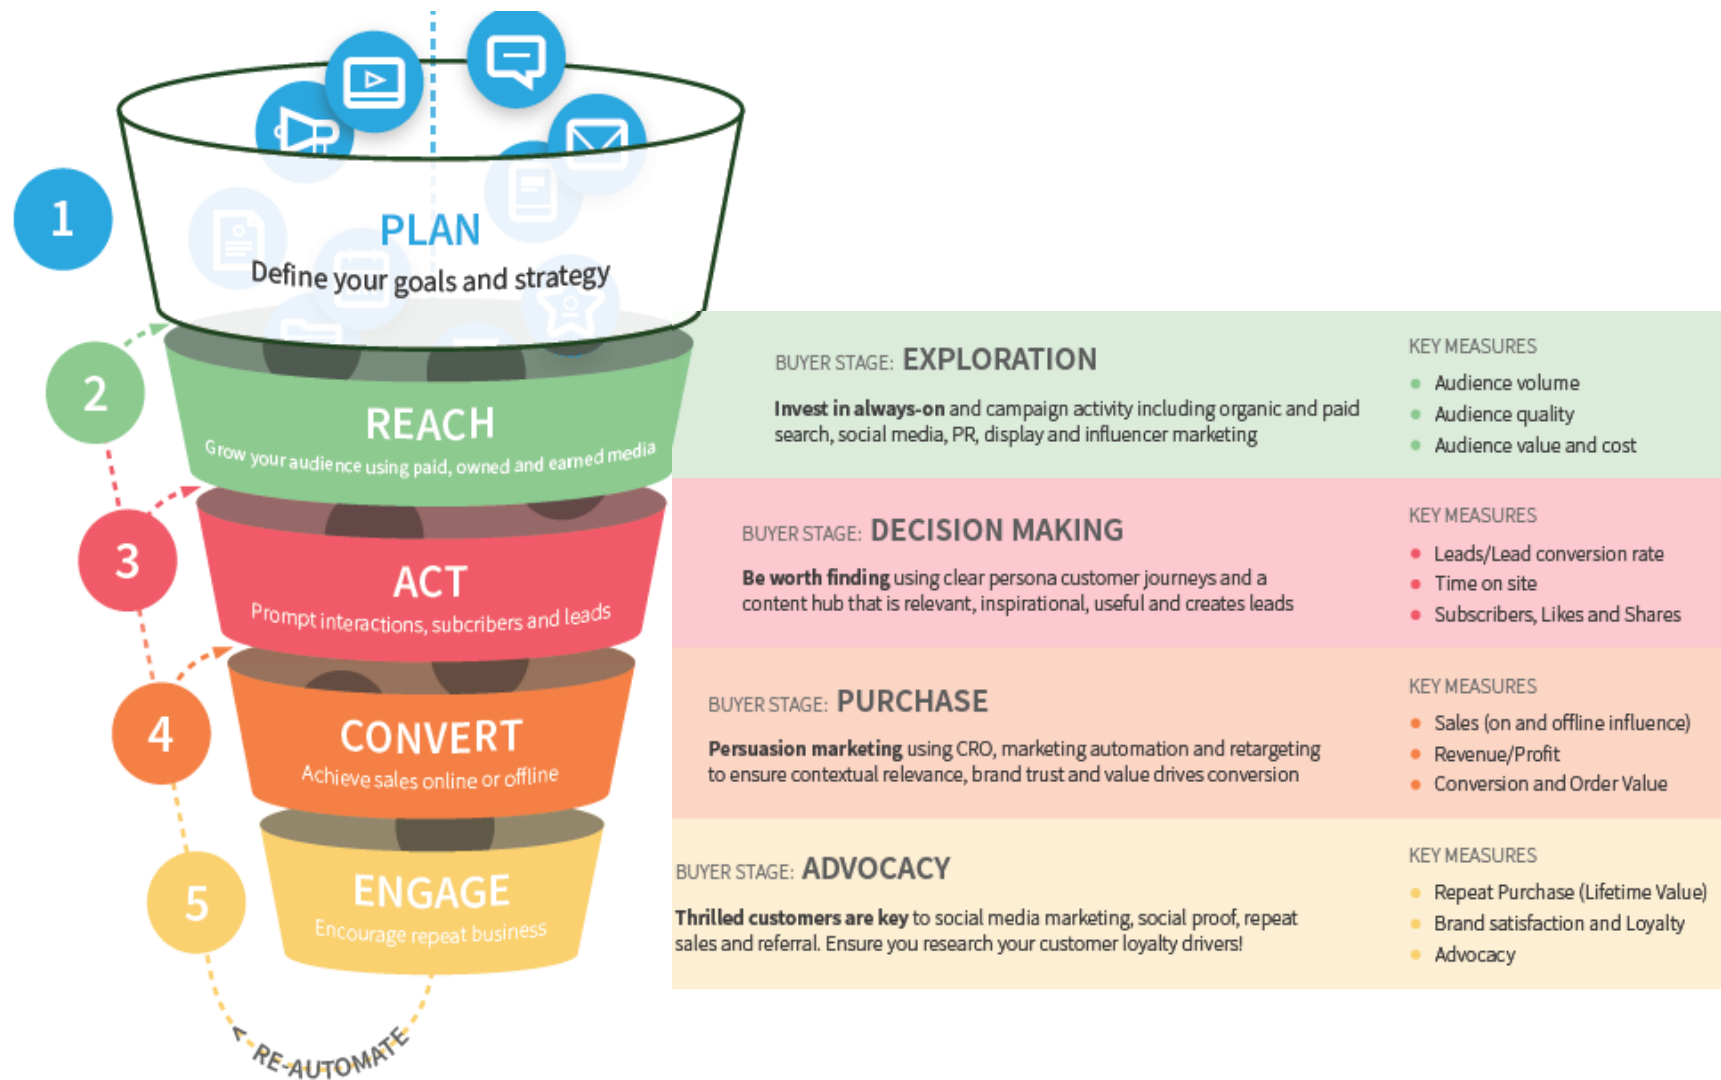 1
PLAN
Define your goals and strategy
2
REACH
Grow your audience using paid, owned and earned media
BUYER STAGE: EXPLORATION
Invest in always-on and campaign activity including organic and paid
search, social media, PR, display and influencer marketing
KEY MEASURES
Audience volume
Audience quality
Audience value and cost
3
ACT
Prompt interactions, subcribers and leads
BUYER STAGE: DECISION MAKING
Be worth finding using clear persona customer journeys and a
content hub that is relevant, inspirational, useful and creates leads
KEY MEASURES
Leads/Lead conversion rate
Time on site
Subscribers, Likes and Shares
4
CONVERT
Achieve sales online or offline
BUYER STAGE: PURCHASE
Persuasion marketing using CRO, marketing automation and retargeting
to ensure contextual relevance, brand trust and value drives conversion
KEY MEASURES
Sales (on and offline influence)
Revenue/Profit
Conversion and Order Value
5
ENGAGE
Encourage repeat business
BUYER STAGE: ADVOCACY
Thrilled customers are key to social media marketing, social proof, repeat
sales and referral. Ensure you research your customer loyalty drivers!
KEY MEASURES
Repeat Purchase (Lifetime Value)
Brand satisfaction and Loyalty
Advocacy
RE-AUTOMATE